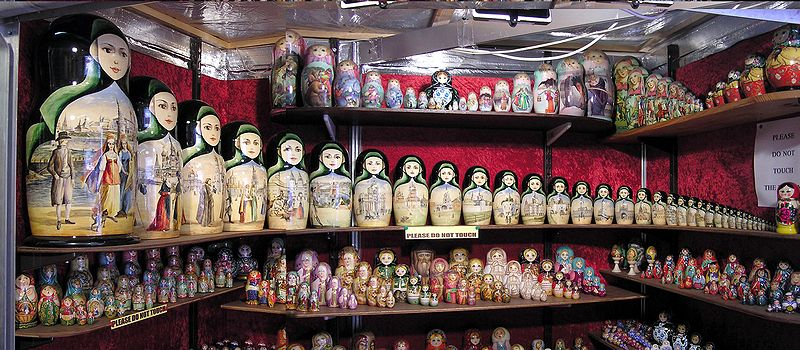 PLEASE
DO NOT
TOUCH
THE
PLEASE DO NOT TOUCH
PLEASE DO NOT TOUCH